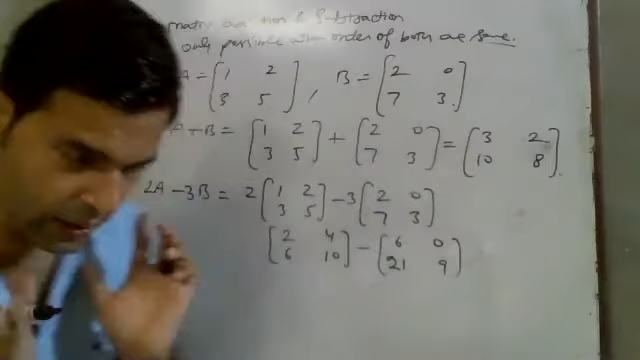 matrix addition & Subtraction
only possible when order of both are same.
A = [1 2 3 5], B = [2 0 7 3]
A + B = [1 2 3 5] + [2 0 7 3] = [3 2 10 8]
2A - 3B = 2 [1 2 3 5] - 3 [2 0 7 3]
[2 4 6 10] - [6 0 21 9]